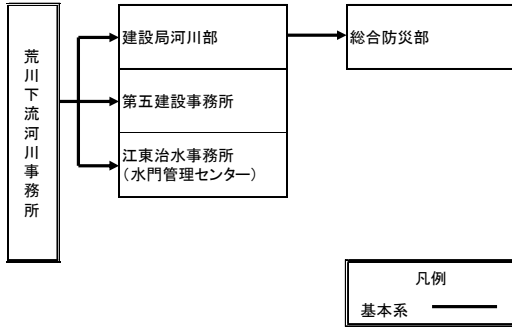 荒川下流河川事務所
建設局河川部
総合防災部
第五建設事務所
江東治水事務所
（水門管理センター）
凡例
基本系